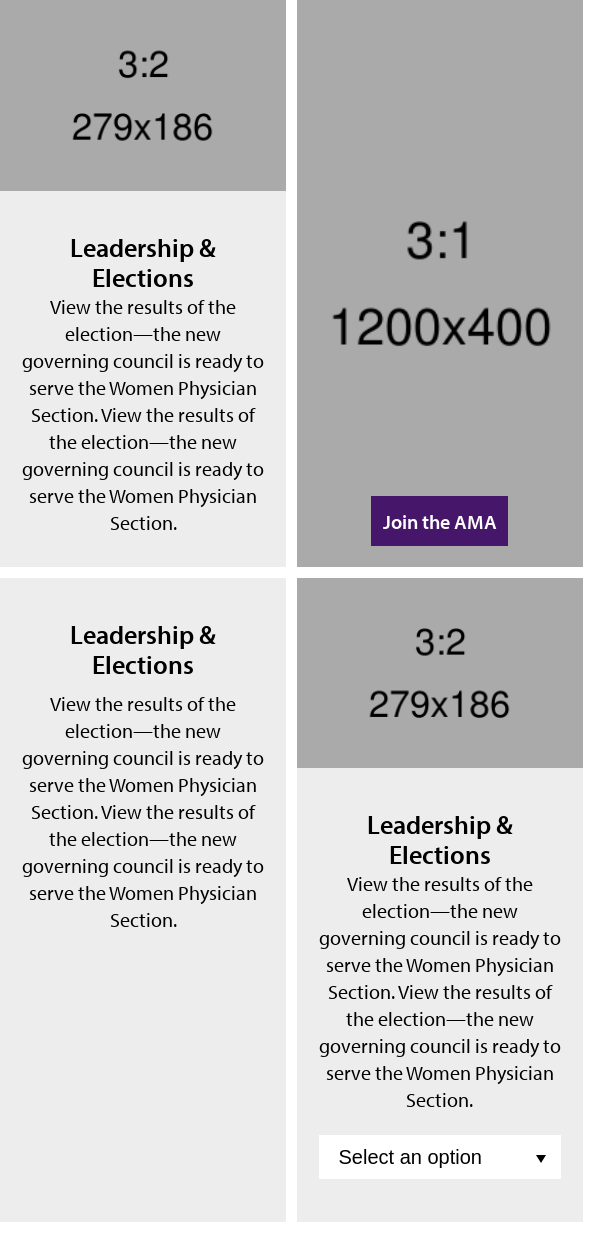 3:2
279x186
Leadership &
Elections
View the results of the
election—the new
governing council is ready to
serve the Women Physician
Section. View the results of
the election—the new
governing council is ready to
serve the Women Physician
Section.
3:1
1200x400
Join the AMA
Leadership &
Elections
View the results of the
election—the new
governing council is ready to
serve the Women Physician
Section. View the results of
the election—the new
governing council is ready to
serve the Women Physician
Section.
3:2
279x186
Leadership &
Elections
View the results of the
election—the new
governing council is ready to
serve the Women Physician
Section. View the results of
the election—the new
governing council is ready to
serve the Women Physician
Section.
Select an option